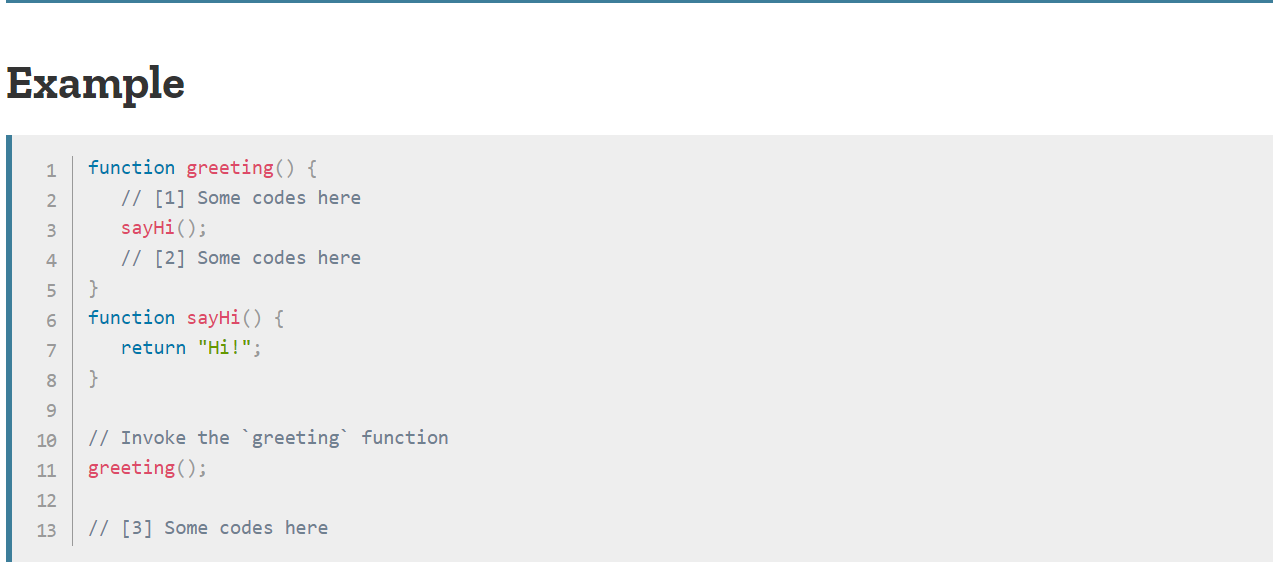 Example
1 function greeting() {
2    // [1] Some codes here
3    sayHi();
4    // [2] Some codes here
5 }
6 function sayHi() {
7    return "Hi!";
8 }
9
10 // Invoke the `greeting` function
11 greeting();
12
13 // [3] Some codes here